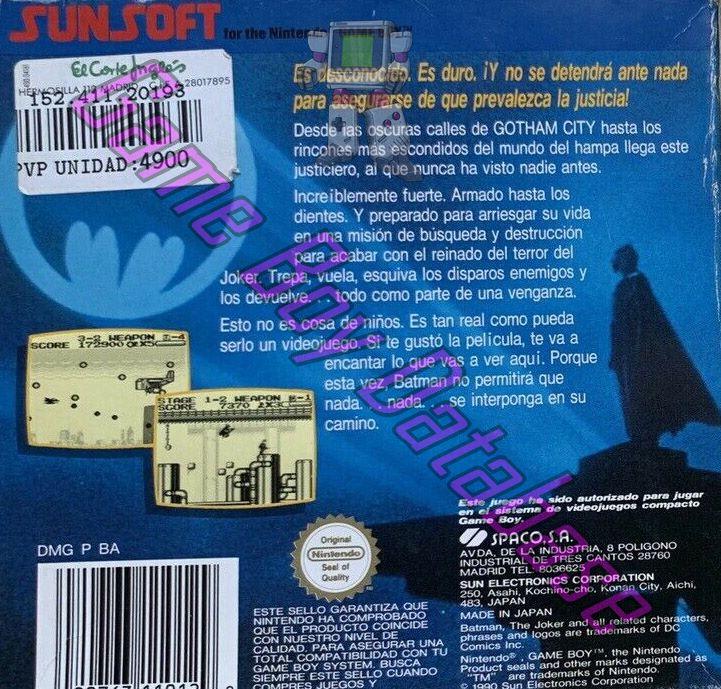 SUNSOFT
for the Nintendo GAME BOY™
El Corte Inglés
HERMOSILLA 112 MADRID 28017895
152.411.20193
PVP UNIDAD:4900
Es desconocido. Es duro. ¡Y no se detendrá ante nada
para asegurarse de que prevalezca la justicia!
Desde las oscuras calles de GOTHAM CITY hasta los
rincones más escondidos del mundo del hampa llega este
justiciero, al que nunca ha visto nadie antes.
Increíblemente fuerte. Armado hasta los
dientes. Y preparado para arriesgar su vida
en una misión de búsqueda y destrucción
para acabar con el reinado del terror del
Joker. Trepa, vuela, esquiva los disparos enemigos y
los devuelve. . . todo como parte de una venganza.
Esto no es cosa de niños. Es tan real como pueda
serlo un videojuego. Si te gustó la película, te va a
encantar lo que vas a ver aquí. Porque
esta vez, Batman no permitirá que
nada. . . nada. . . se interponga en su
camino.
3-2 WEAPON
SCORE 172900
STAGE 1-2 WEAPON
SCORE 7370
Game Boy Database
Este juego ha sido autorizado para jugar
en el sistema de videojuegos compacto
Game Boy.
SPACO, S.A.
AVDA, DE LA INDUSTRIA, 8 POLIGONO
INDUSTRIAL DE TRES CANTOS 28760
MADRID TEL: 8036625
SUN ELECTRONICS CORPORATION
250, Asahi, Kochino-cho, Konan City, Aichi,
483, JAPAN
MADE IN JAPAN
Batman, The Joker and all related characters,
phrases and logos are trademarks of DC
Comics Inc.
Nintendo®, GAME BOY™, the Nintendo
Product seals and other marks designated as
"TM" are trademarks of Nintendo.
© 1990 Sun Electronics Corporation
DMG P BA
Original
Nintendo
Seal of
Quality
ESTE SELLO GARANTIZA QUE
NINTENDO HA COMPROBADO
QUE EL PRODUCTO COINCIDE
CON NUESTRO NIVEL DE
CALIDAD. PARA ASEGURAR UNA
TOTAL COMPATIBILIDAD CON TU
GAME BOY SYSTEM. BUSCA
SIEMPRE ESTE SELLO CUANDO
COMPRES JUEGOS Y